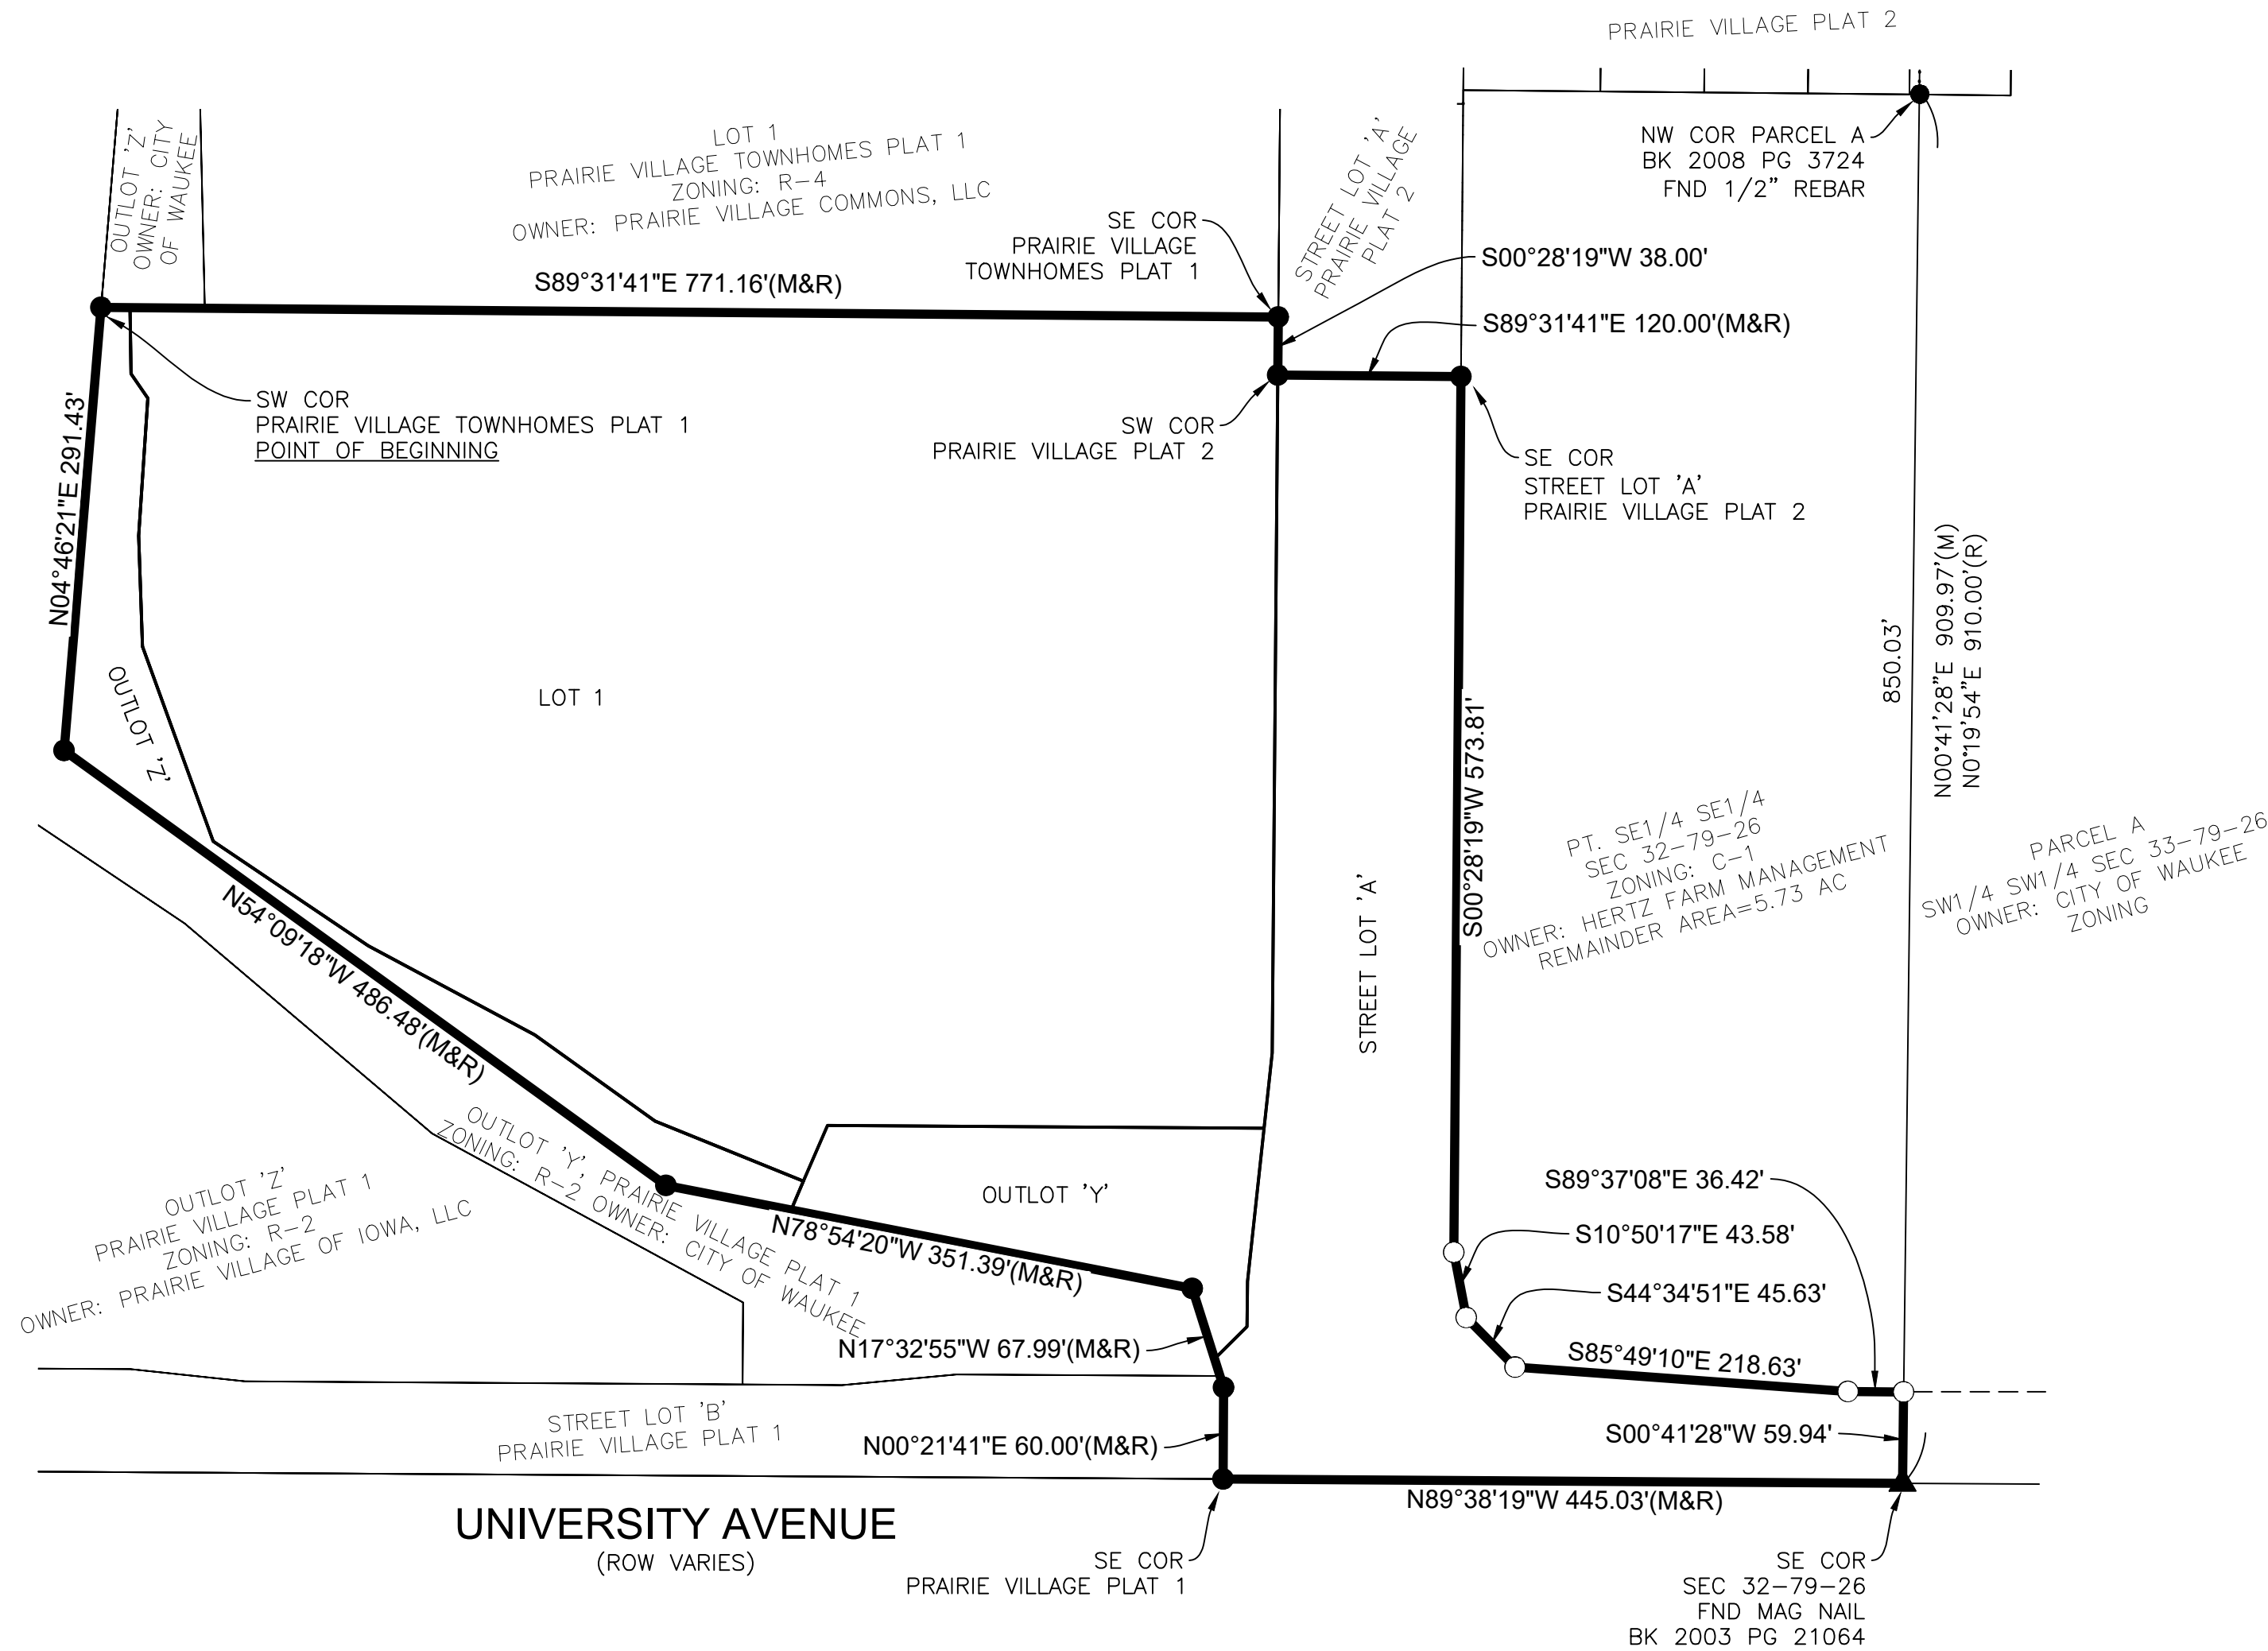 PRAIRIE VILLAGE PLAT 2
OUTLOT 'Z'
OWNER: CITY
OF WAUKEE
LOT 1
PRAIRIE VILLAGE TOWNHOMES PLAT 1
ZONING: R-4
OWNER: PRAIRIE VILLAGE COMMONS, LLC
STREET LOT 'A'
PRAIRIE VILLAGE
PLAT 2
NW COR PARCEL A
BK 2008 PG 3724
FND 1/2" REBAR
SE COR
PRAIRIE VILLAGE
TOWNHOMES PLAT 1
S00°28'19"W 38.00'
S89°31'41"E 771.16'(M&R)
S89°31'41"E 120.00'(M&R)
SW COR
PRAIRIE VILLAGE TOWNHOMES PLAT 1
POINT OF BEGINNING
SW COR
PRAIRIE VILLAGE PLAT 2
SE COR
STREET LOT 'A'
PRAIRIE VILLAGE PLAT 2
N04°46'21"E 291.43'
OUTLOT 'Z'
LOT 1
S00°28'19"W 573.81'
850.03'
N00°41'28"E 909.97'(M)
N0°19'54"E 910.00'(R)
PT. SE1/4 SE1/4
SEC 32-79-26
ZONING: C-1
OWNER: HERTZ FARM MANAGEMENT
REMAINDER AREA=5.73 AC
PARCEL A
SW1/4 SW1/4 SEC 33-79-26
OWNER: CITY OF WAUKEE
ZONING
N54°09'18"W 486.48'(M&R)
STREET LOT 'A'
OUTLOT 'Y', PRAIRIE VILLAGE PLAT 1
ZONING: R-2 OWNER: CITY OF WAUKEE
OUTLOT 'Z'
PRAIRIE VILLAGE PLAT 1
ZONING: R-2
OWNER: PRAIRIE VILLAGE OF IOWA, LLC
OUTLOT 'Y'
N78°54'20"W 351.39'(M&R)
S89°37'08"E 36.42'
S10°50'17"E 43.58'
S44°34'51"E 45.63'
N17°32'55"W 67.99'(M&R)
S85°49'10"E 218.63'
STREET LOT 'B'
PRAIRIE VILLAGE PLAT 1
N00°21'41"E 60.00'(M&R)
S00°41'28"W 59.94'
N89°38'19"W 445.03'(M&R)
UNIVERSITY AVENUE
(ROW VARIES)
SE COR
PRAIRIE VILLAGE PLAT 1
SE COR
SEC 32-79-26
FND MAG NAIL
BK 2003 PG 21064